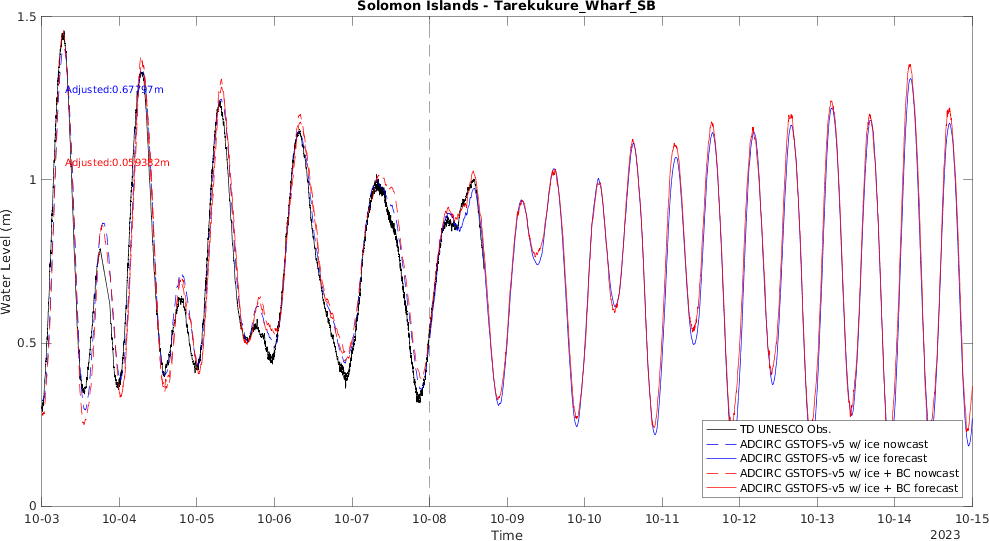 Solomon Islands - Tarekukure_Wharf_SB
1.5
Adjusted:0.67797m
Adjusted:0.059332m
1
Water Level (m)
0.5
TD UNESCO Obs.
ADCIRC GSTOFS-v5 w/ ice nowcast
ADCIRC GSTOFS-v5 w/ ice forecast
ADCIRC GSTOFS-v5 w/ ice + BC nowcast
ADCIRC GSTOFS-v5 w/ ice + BC forecast
0
10-03 10-04 10-05 10-06 10-07 10-08 10-09 10-10 10-11 10-12 10-13 10-14 10-15
Time 2023